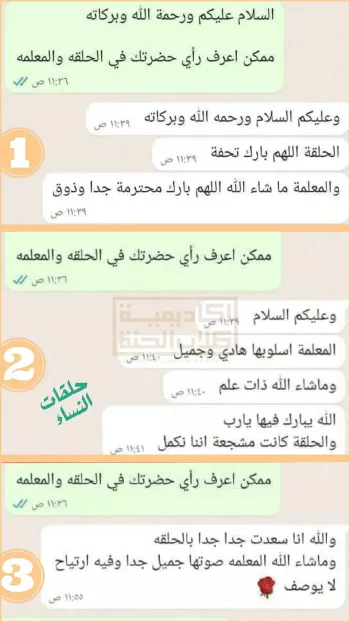 السلام عليكم ورحمة الله وبركاته
ممكن اعرف رأي حضرتك في الحلقه والمعلمه
١١:٣٦ ص
وعليكم السلام ورحمه الله وبركاته
١١:٣٩ ص
الحلقة اللهم بارك تحفة
١١:٣٩ ص
والمعلمة ما شاء الله اللهم بارك محترمة جدا وذوق
١١:٣٩ ص
1
ممكن اعرف رأي حضرتك في الحلقه والمعلمه
١١:٣٦ ص
وعليكم السلام
١١:٣٩ ص
أكاديمية
طلاب الجنة
المعلمة اسلوبها هادي وجميل
١١:٤٠ ص
وماشاء الله ذات علم
١١:٤٠ ص
الله يبارك فيها يارب
والحلقة كانت مشجعة اننا نكمل
١١:٤١ ص
2
حلقات
النساء
ممكن اعرف رأي حضرتك في الحلقه والمعلمه
١١:٣٦ ص
والله انا سعدت جدا جدا بالحلقه
وماشاء الله المعلمه صوتها جميل جدا وفيه ارتياح
لا يوصف 🌹
١١:٥٥ ص
3